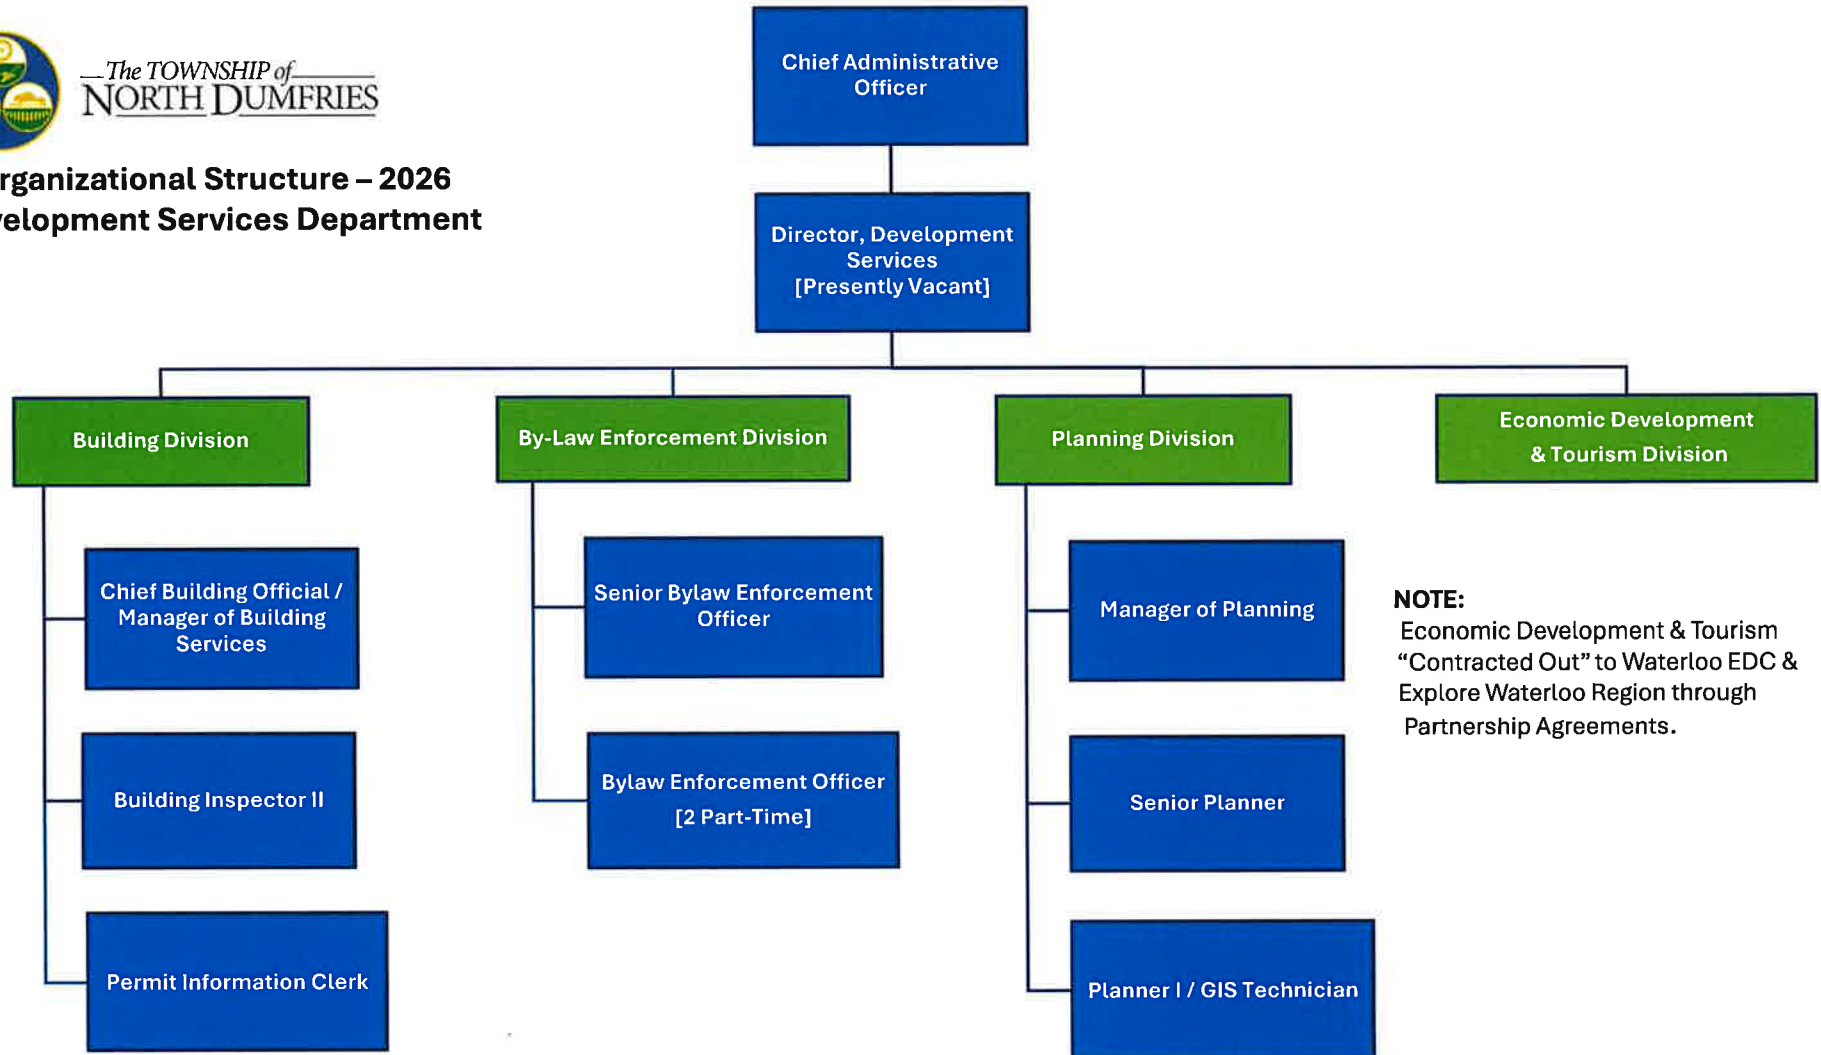 The TOWNSHIP of
NORTH DUMFRIES
rganizational Structure – 2026
velopment Services Department
Chief Administrative
Officer
Director, Development
Services
[Presently Vacant]
Building Division
By-Law Enforcement Division
Planning Division
Economic Development
& Tourism Division
Chief Building Official /
Manager of Building
Services
Building Inspector II
Permit Information Clerk
Senior Bylaw Enforcement
Officer
Bylaw Enforcement Officer
[2 Part-Time]
Manager of Planning
Senior Planner
Planner I / GIS Technician
NOTE:
Economic Development & Tourism
“Contracted Out” to Waterloo EDC &
Explore Waterloo Region through
Partnership Agreements.